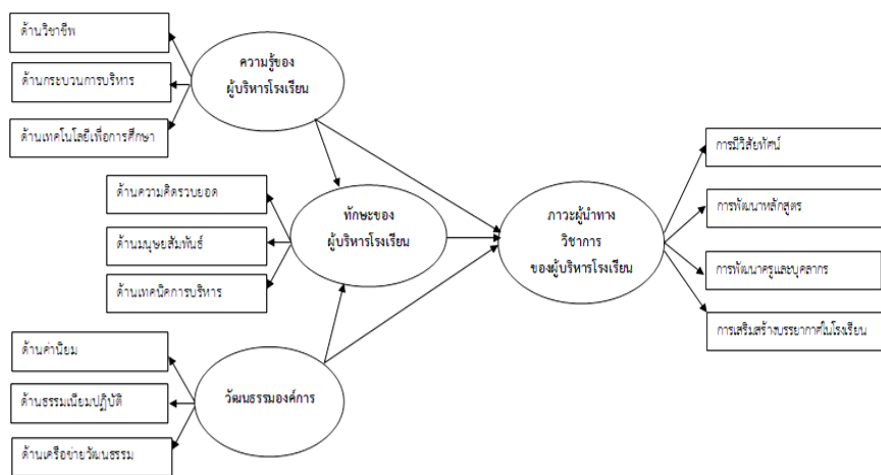 ด้านวิชาชีพ
ด้านกระบวนการบริหาร
ด้านเทคโนโลยีเพื่อการศึกษา
ความรู้ของ
ผู้บริหารโรงเรียน
ด้านความคิดรวบยอด
ด้านมนุษยสัมพันธ์
ด้านเทคนิคการบริหาร
ทักษะของ
ผู้บริหารโรงเรียน
ด้านค่านิยม
ด้านธรรมเนียมปฏิบัติ
ด้านเครือข่ายวัฒนธรรม
วัฒนธรรมองค์การ
ภาวะผู้นำทาง
วิชาการ
ของผู้บริหารโรงเรียน
การมีวิสัยทัศน์
การพัฒนาหลักสูตร
การพัฒนาครูและบุคลากร
การเสริมสร้างบรรยากาศในโรงเรียน